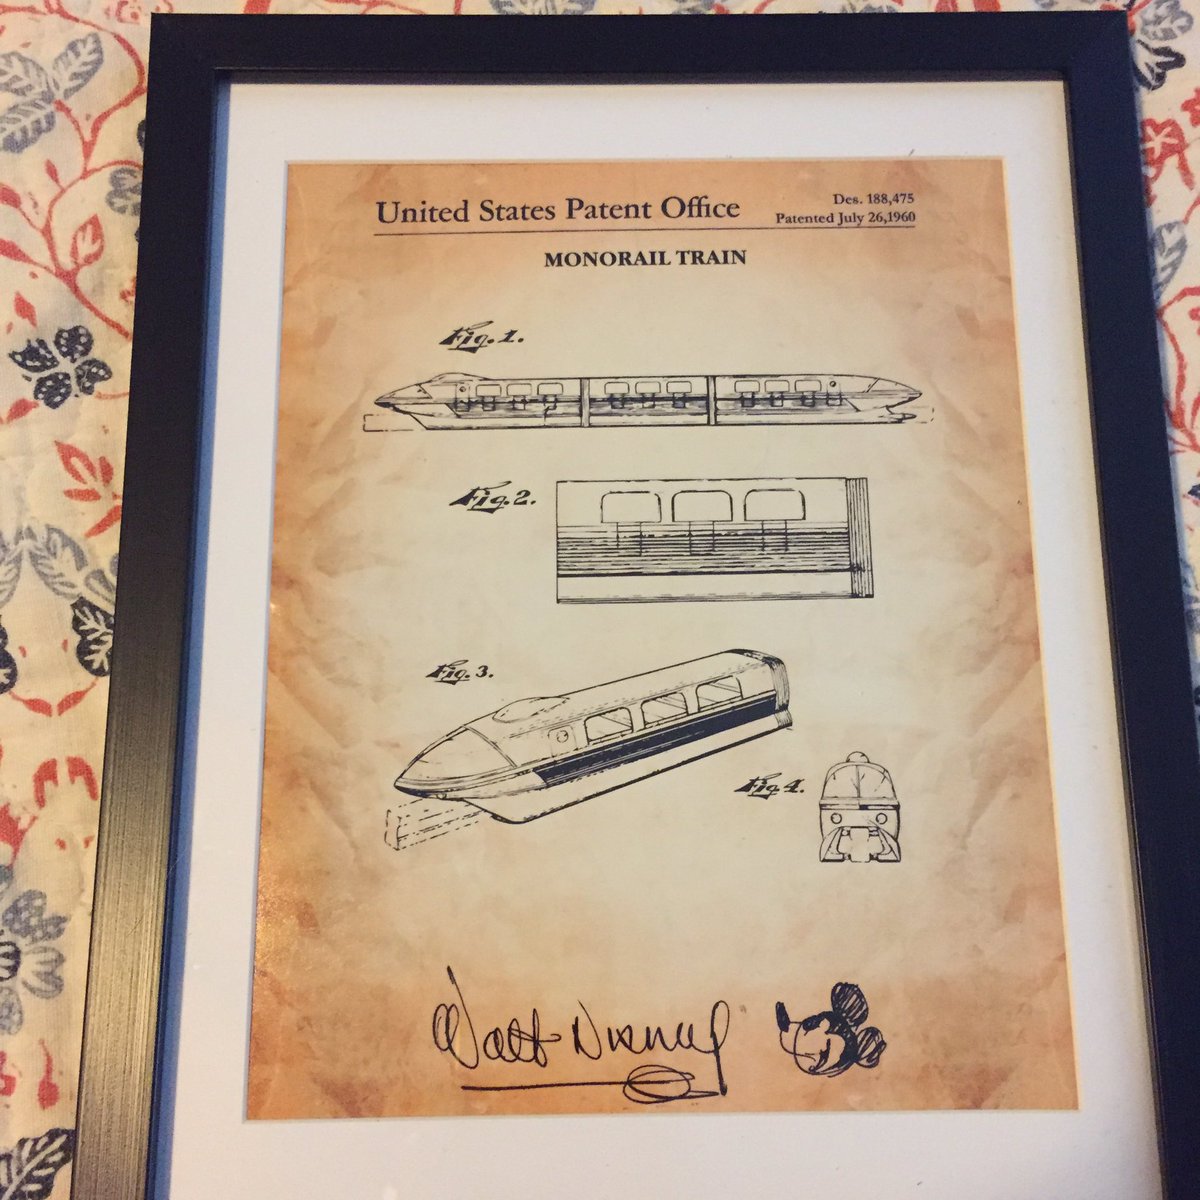 United States Patent Office
Des. 188,475
Patented July 26,1960
MONORAIL TRAIN
Fig. 1.
Fig. 2.
Fig. 3.
Fig. 4.
Walt Disney